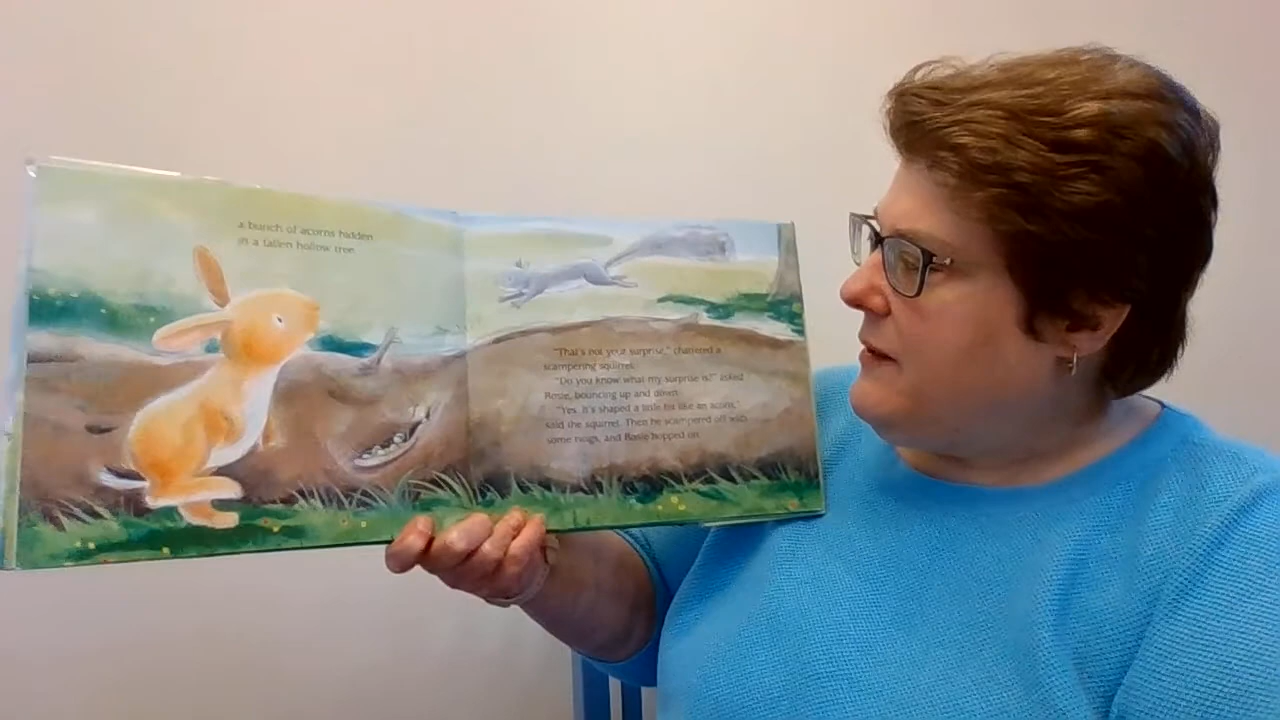 a bunch of acorns hidden
in a fallen hollow tree.
"That's not your surprise," chattered a
scampering squirrel.
"Do you know what my surprise is?" asked
Rosie, bouncing up and down.
"Yes. It's shaped a little bit like an acorn,"
said the squirrel. Then he scampered off with
some twigs, and Rosie hopped on.